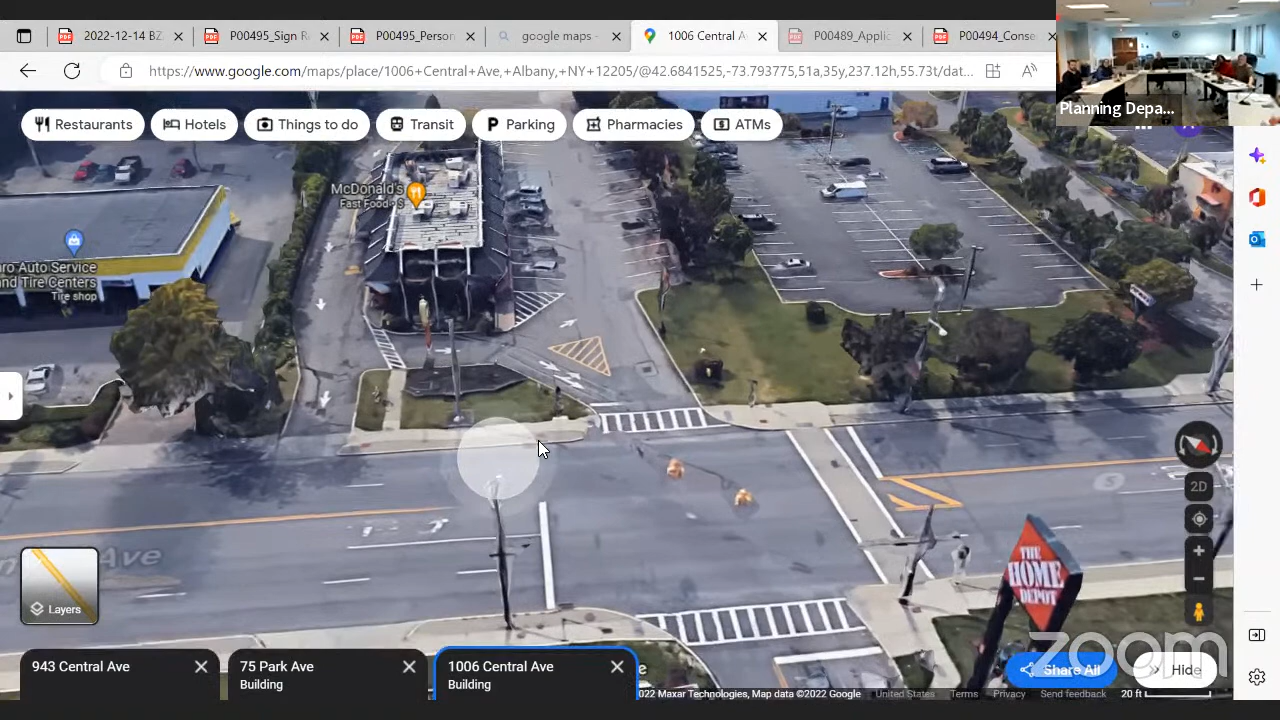 2022-12-14 BZ
P00495_Sign R
P00495_Person
google maps -
1006 Central A
P00489_Applic
P00494_Conse
https://www.google.com/maps/place/1006+Central+Ave,+Albany,+NY+12205/@42.6841525,-73.793775,51a,35y,237.12h,55.73t/dat...
Planning Depa...
Restaurants
Hotels
Things to do
Transit
Parking
Pharmacies
ATMs
McDonald's
Fast Food • $
ro Auto Service
nd Tire Centers
Tire shop
Ave
THE
HOME
DEPOT
2D
Layers
943 Central Ave
75 Park Ave
Building
1006 Central Ave
Building
Share All
Hide
zoom
022 Maxar Technologies, Map data ©2022 Google
United States
Terms
Privacy
Send feedback
20 ft